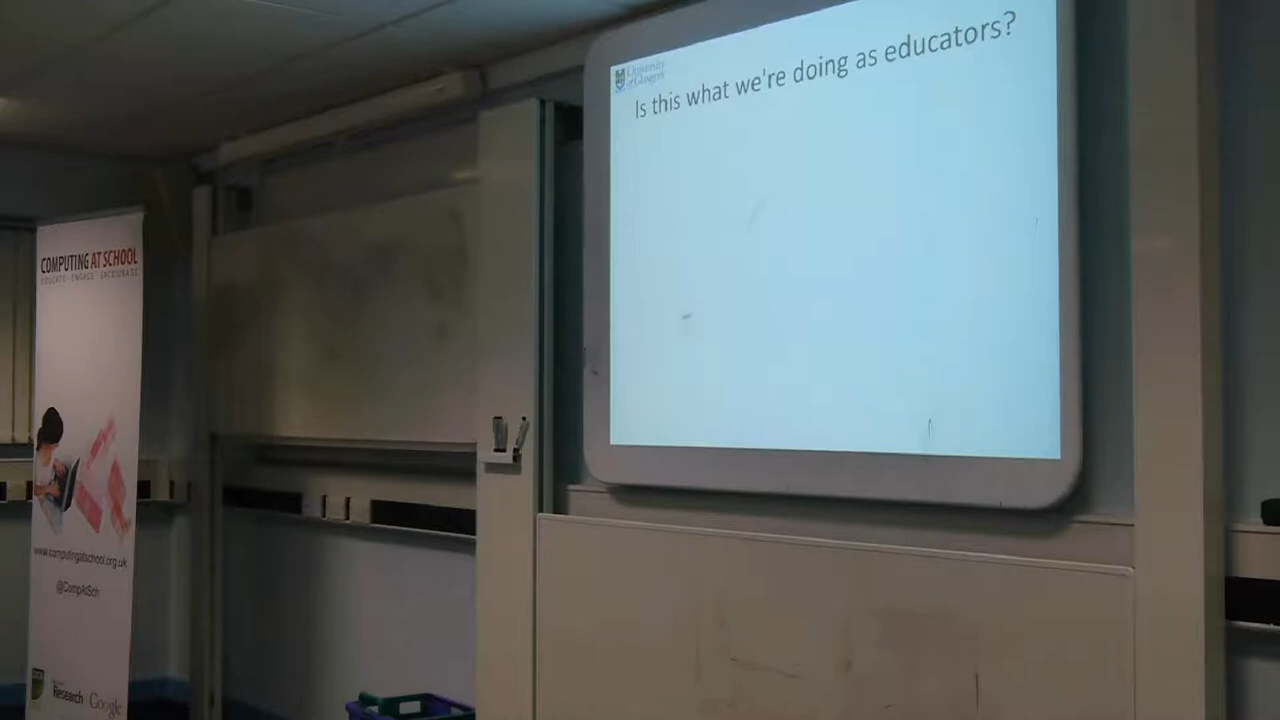 University
of Glasgow
Is this what we're doing as educators?
COMPUTING AT SCHOOL
EDUCATE · ENGAGE · ENCOURAGE
www.computingatschool.org.uk
@CompAtSch
Research
Google